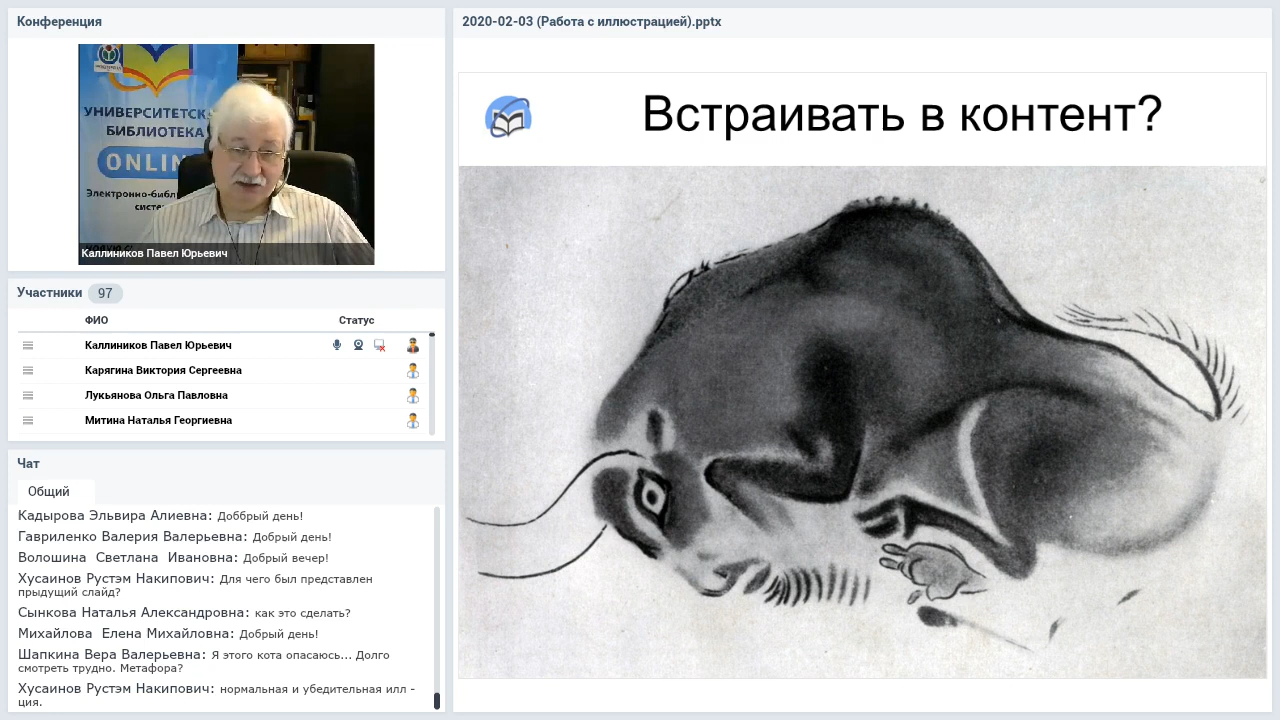 Конференция
УНИВЕРСИТЕТСК
БИБЛИОТЕКА
ONLIN
Электронно-библ
систе
Каллиников Павел Юрьевич
Участники 97
ФИО Статус
Каллиников Павел Юрьевич
Карягина Виктория Сергеевна
Лукьянова Ольга Павловна
Митина Наталья Георгиевна
Чат
Общий
Кадырова Эльвира Алиевна: Доббрый день!
Гавриленко Валерия Валерьевна: Добрый день!
Волошина Светлана Ивановна: Добрый вечер!
Хусаинов Рустэм Накипович: Для чего был представлен
прыдущий слайд?
Сынкова Наталья Александровна: как это сделать?
Михайлова Елена Михайловна: Добрый день!
Шапкина Вера Валерьевна: Я этого кота опасаюсь... Долго
смотреть трудно. Метафора?
Хусаинов Рустэм Накипович: нормальная и убедительная илл -
ция.
2020-02-03 (Работа с иллюстрацией).pptx
Встраивать в контент?